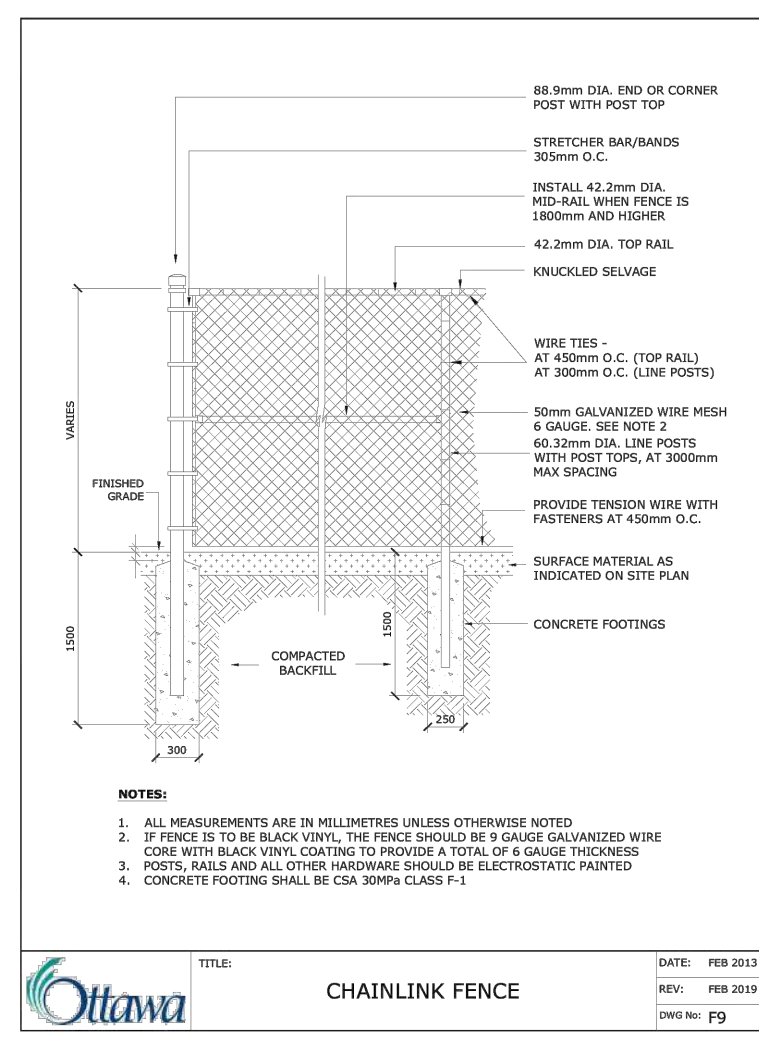 88.9mm DIA. END OR CORNER
POST WITH POST TOP
STRETCHER BAR/BANDS
305mm O.C.
INSTALL 42.2mm DIA.
MID-RAIL WHEN FENCE IS
1800mm AND HIGHER
42.2mm DIA. TOP RAIL
KNUCKLED SELVAGE
WIRE TIES -
AT 450mm O.C. (TOP RAIL)
AT 300mm O.C. (LINE POSTS)
VARIES
50mm GALVANIZED WIRE MESH
6 GAUGE. SEE NOTE 2
60.32mm DIA. LINE POSTS
WITH POST TOPS, AT 3000mm
MAX SPACING
FINISHED
GRADE
PROVIDE TENSION WIRE WITH
FASTENERS AT 450mm O.C.
SURFACE MATERIAL AS
INDICATED ON SITE PLAN
1500
1500
CONCRETE FOOTINGS
COMPACTED
BACKFILL
250
300
NOTES:
1. ALL MEASUREMENTS ARE IN MILLIMETRES UNLESS OTHERWISE NOTED
2. IF FENCE IS TO BE BLACK VINYL, THE FENCE SHOULD BE 9 GAUGE GALVANIZED WIRE
CORE WITH BLACK VINYL COATING TO PROVIDE A TOTAL OF 6 GAUGE THICKNESS
3. POSTS, RAILS AND ALL OTHER HARDWARE SHOULD BE ELECTROSTATIC PAINTED
4. CONCRETE FOOTING SHALL BE CSA 30MPa CLASS F-1
Ottawa
TITLE:
CHAINLINK FENCE
DATE: FEB 2013
REV: FEB 2019
DWG No: F9